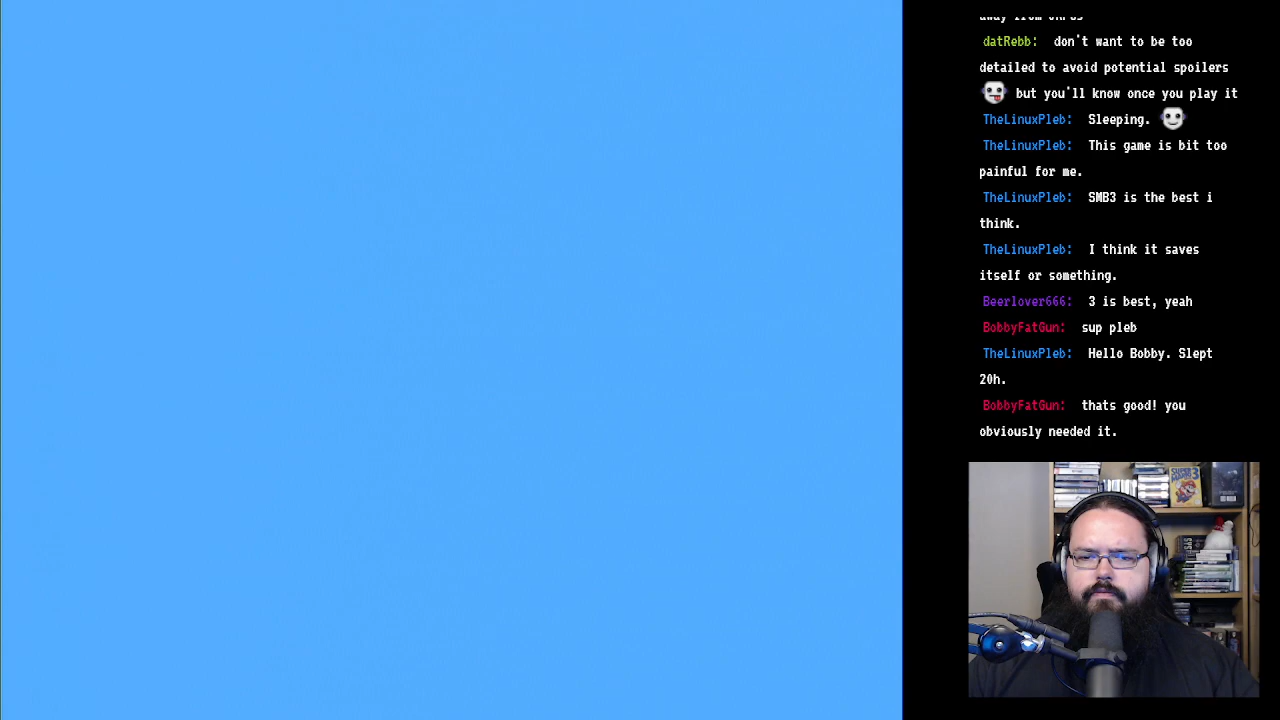 away from JRPGs
datRebb: don't want to be too
detailed to avoid potential spoilers
but you'll know once you play it
TheLinuxPleb: Sleeping.
TheLinuxPleb: This game is bit too
painful for me.
TheLinuxPleb: SMB3 is the best i
think.
TheLinuxPleb: I think it saves
itself or something.
Beerlover666: 3 is best, yeah
BobbyFatGun: sup pleb
TheLinuxPleb: Hello Bobby. Slept
20h.
BobbyFatGun: thats good! you
obviously needed it.